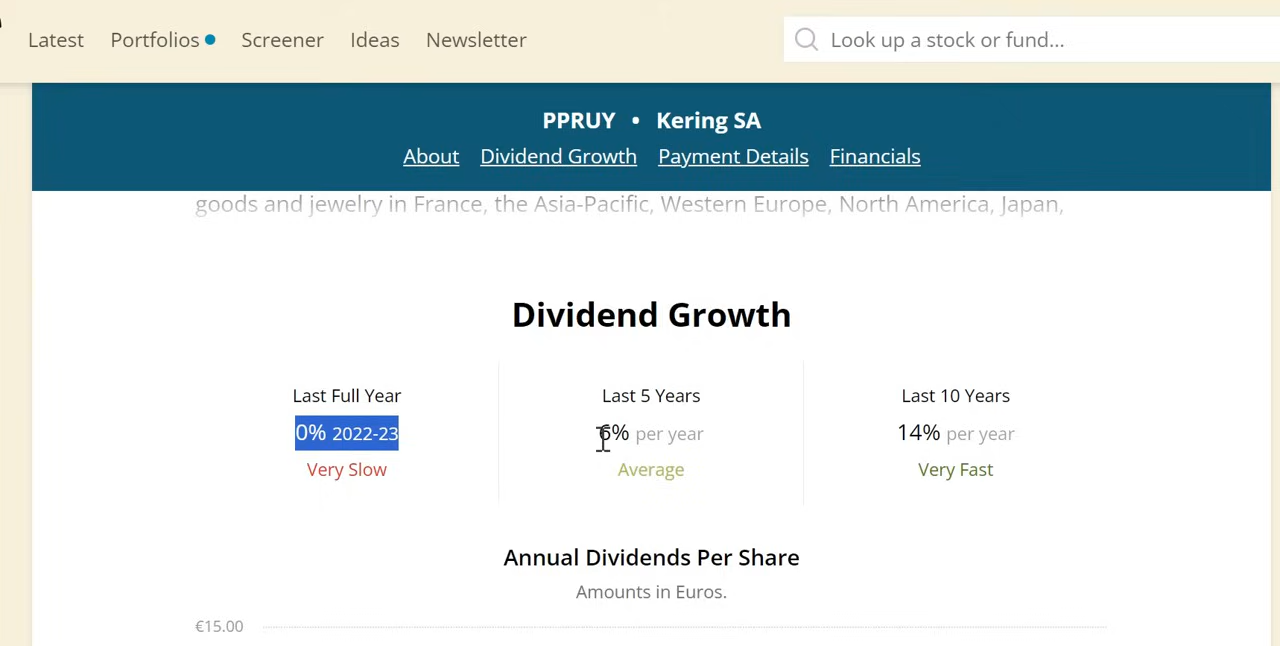 Latest Portfolios Screener Ideas Newsletter Look up a stock or fund...
PPRUY • Kering SA
About Dividend Growth Payment Details Financials
goods and jewelry in France, the Asia-Pacific, Western Europe, North America, Japan,
Dividend Growth
Last Full Year Last 5 Years Last 10 Years
0% 2022-23 6% per year 14% per year
Very Slow Average Very Fast
Annual Dividends Per Share
Amounts in Euros.
€15.00